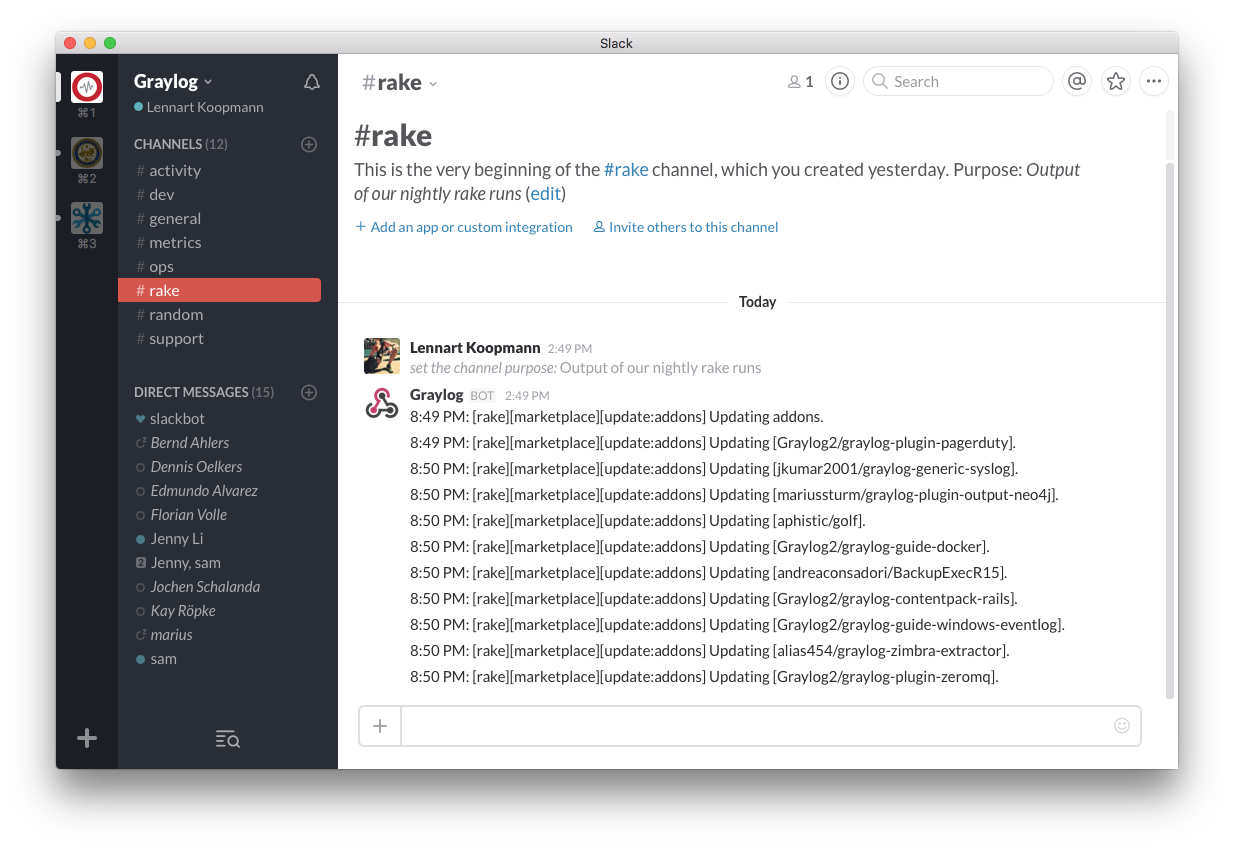 Slack
Graylog
Lennart Koopmann
⌘1
⌘2
⌘3
CHANNELS (12)
# activity
# dev
# general
# metrics
# ops
# rake
# random
# support
DIRECT MESSAGES (15)
slackbot
Bernd Ahlers
Dennis Oelkers
Edmundo Alvarez
Florian Volle
Jenny Li
2 Jenny, sam
Jochen Schalanda
Kay Röpke
marius
sam
#rake
1
Search
#rake
This is the very beginning of the #rake channel, which you created yesterday. Purpose: Output
of our nightly rake runs (edit)
+ Add an app or custom integration Invite others to this channel
Today
Lennart Koopmann 2:49 PM
set the channel purpose: Output of our nightly rake runs
Graylog BOT 2:49 PM
8:49 PM: [rake][marketplace][update:addons] Updating addons.
8:49 PM: [rake][marketplace][update:addons] Updating [Graylog2/graylog-plugin-pagerduty].
8:50 PM: [rake][marketplace][update:addons] Updating [jkumar2001/graylog-generic-syslog].
8:50 PM: [rake][marketplace][update:addons] Updating [mariussturm/graylog-plugin-output-neo4j].
8:50 PM: [rake][marketplace][update:addons] Updating [aphistic/golf].
8:50 PM: [rake][marketplace][update:addons] Updating [Graylog2/graylog-guide-docker].
8:50 PM: [rake][marketplace][update:addons] Updating [andreaconsadori/BackupExecR15].
8:50 PM: [rake][marketplace][update:addons] Updating [Graylog2/graylog-contentpack-rails].
8:50 PM: [rake][marketplace][update:addons] Updating [Graylog2/graylog-guide-windows-eventlog].
8:50 PM: [rake][marketplace][update:addons] Updating [alias454/graylog-zimbra-extractor].
8:50 PM: [rake][marketplace][update:addons] Updating [Graylog2/graylog-plugin-zeromq].